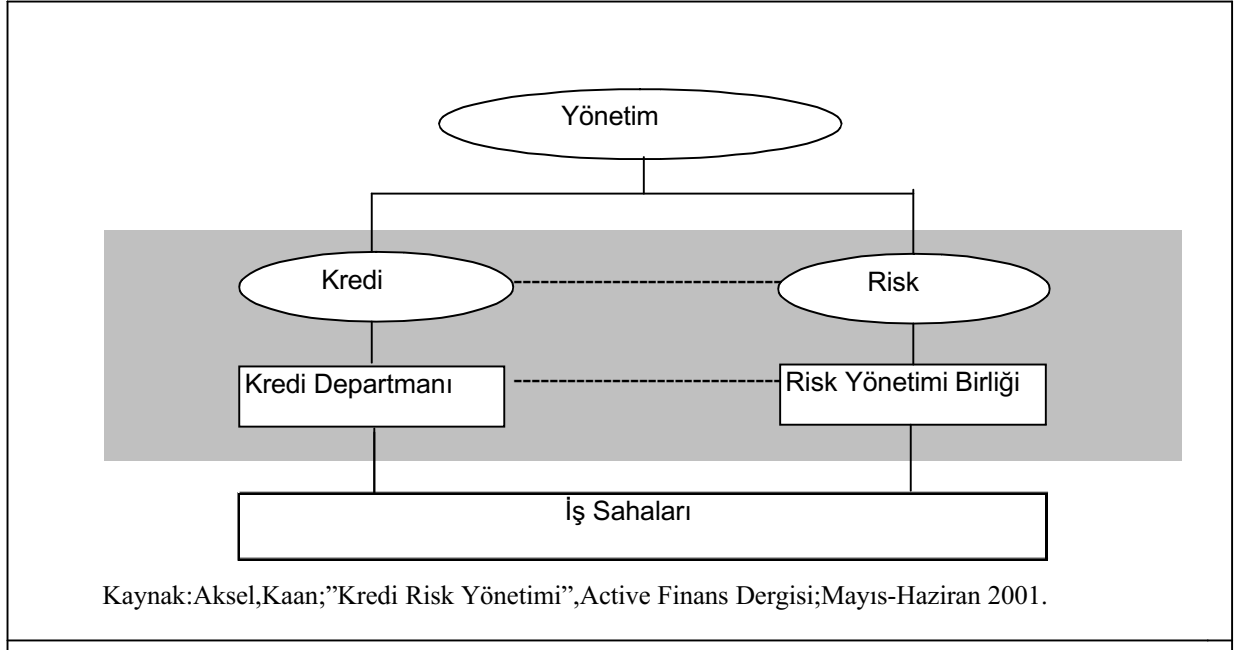 Yönetim
Kredi
Risk
Kredi Departmanı
Risk Yönetimi Birliği
İş Sahaları
Kaynak:Aksel,Kaan;”Kredi Risk Yönetimi”,Active Finans Dergisi;Mayıs-Haziran 2001.